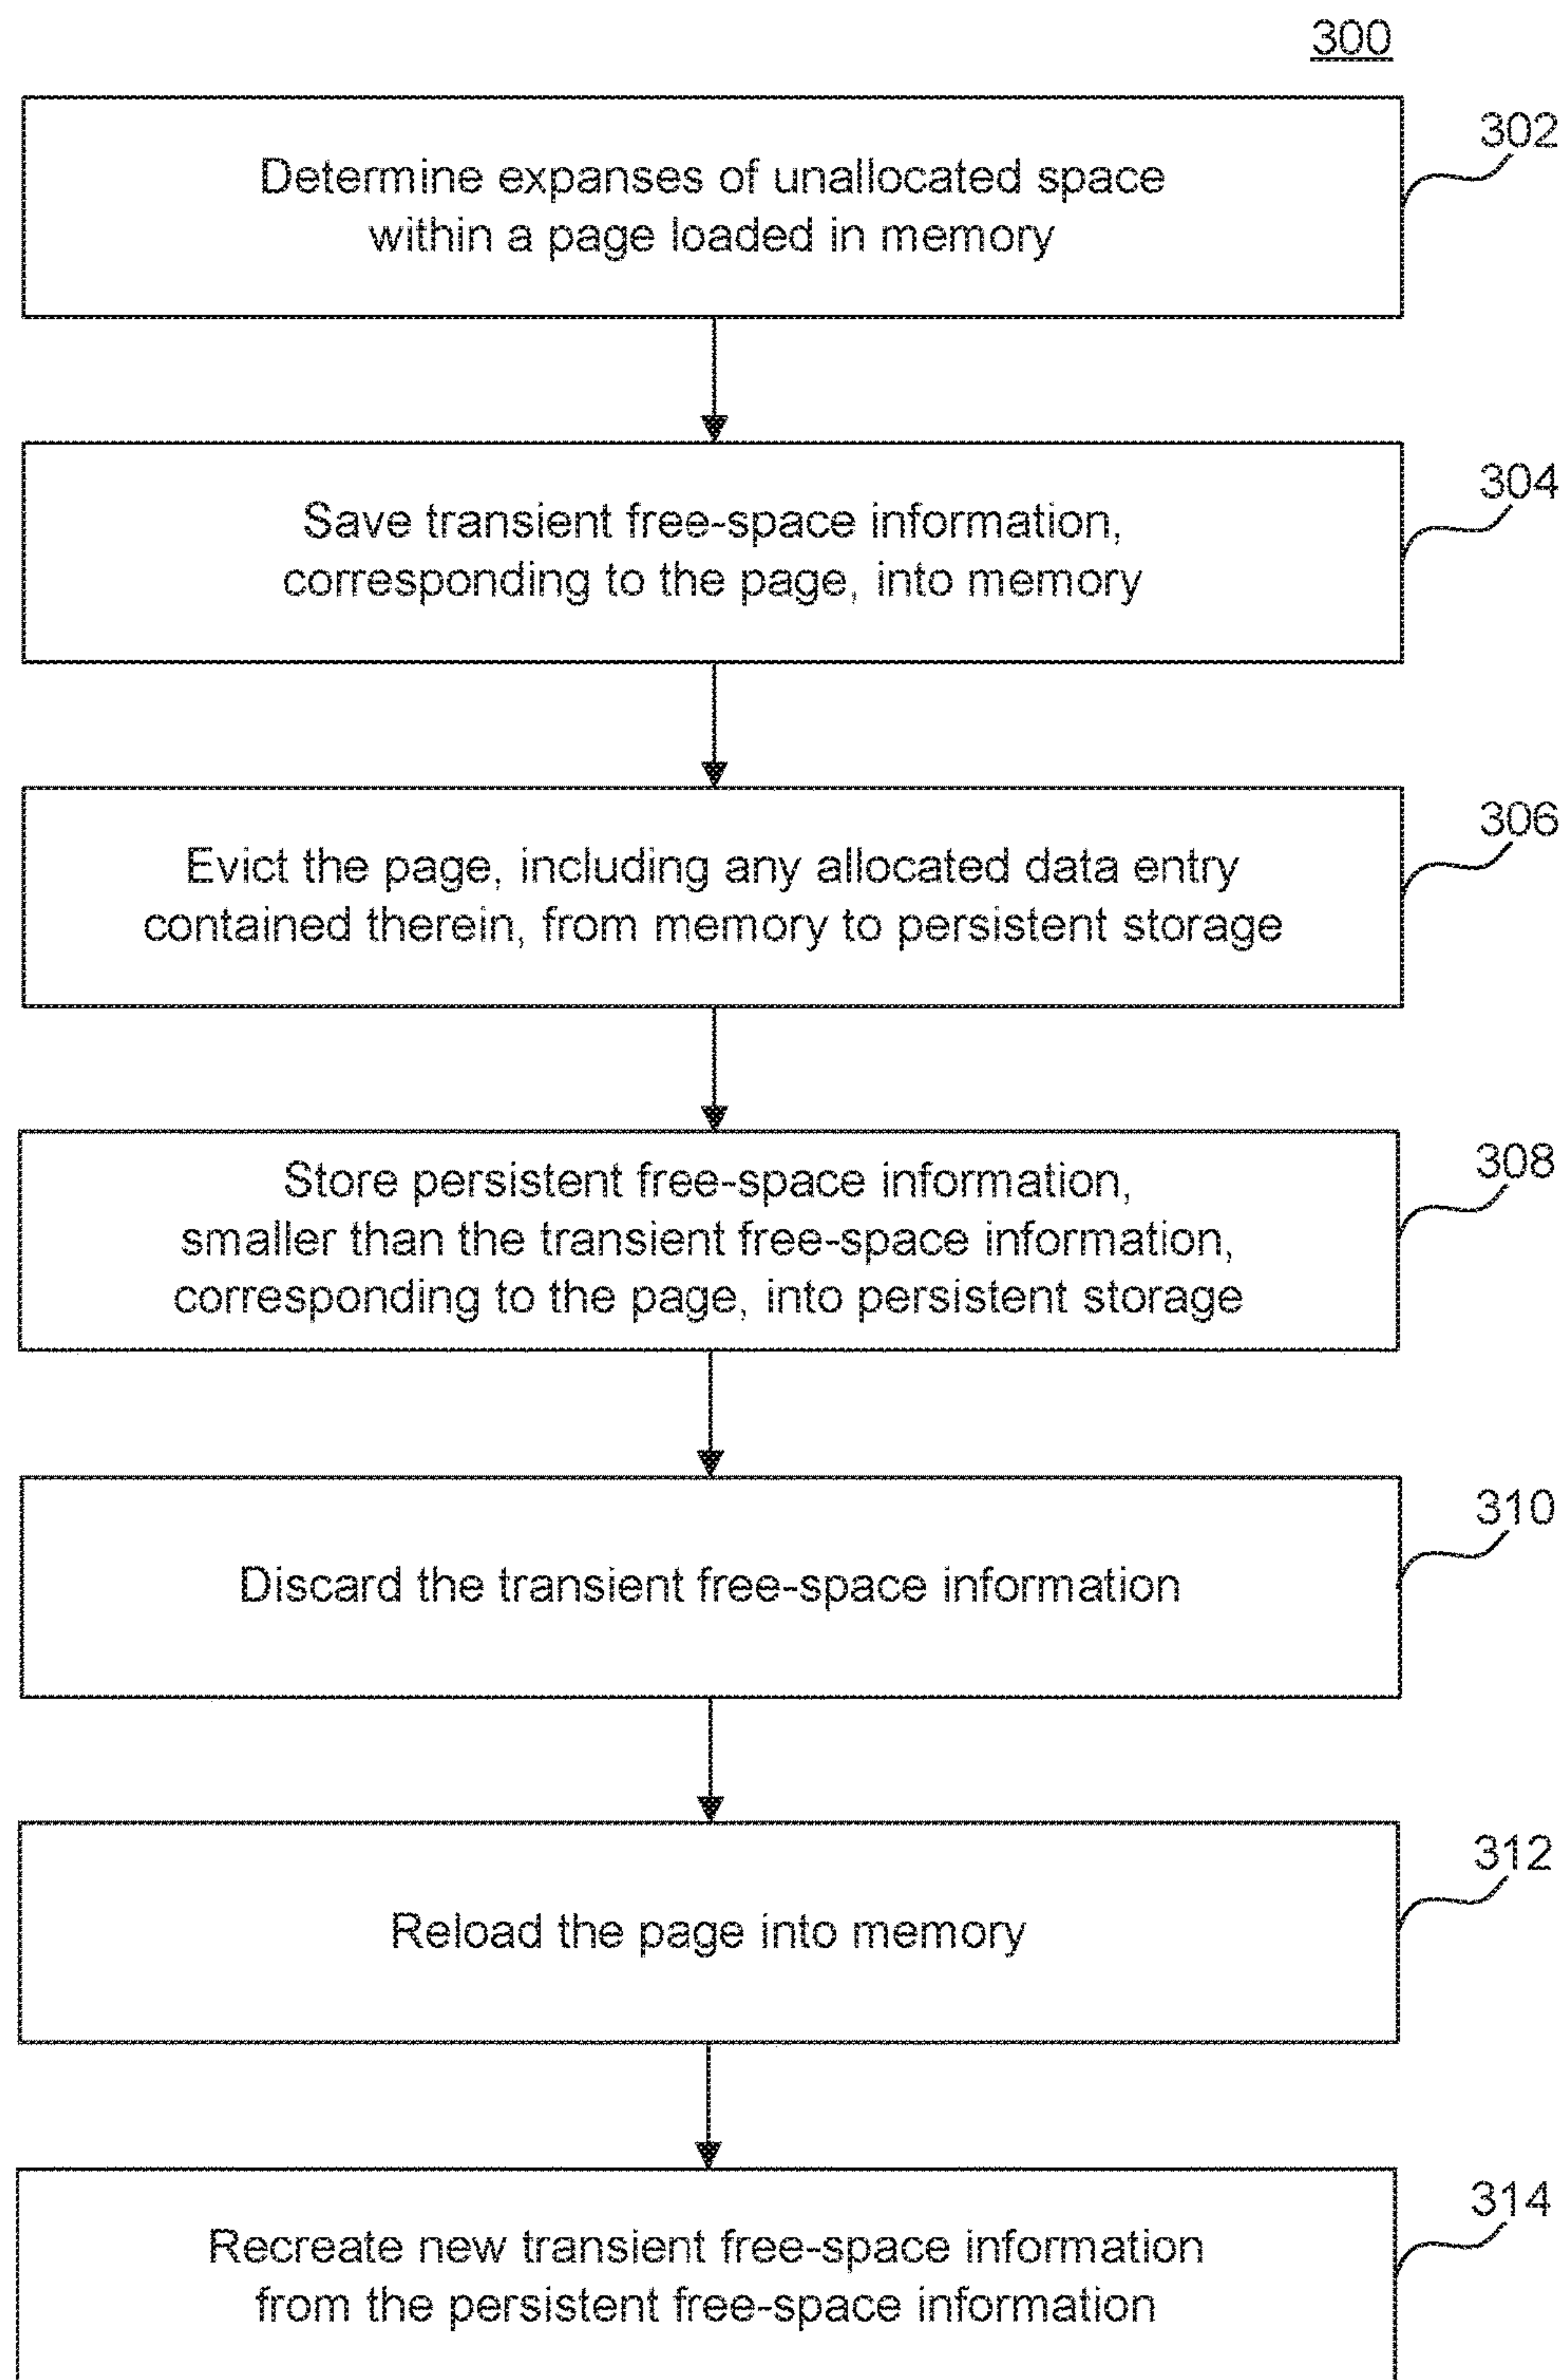 300
302
Determine expanses of unallocated space
within a page loaded in memory
304
Save transient free-space information,
corresponding to the page, into memory
306
Evict the page, including any allocated data entry
contained therein, from memory to persistent storage
308
Store persistent free-space information,
smaller than the transient free-space information,
corresponding to the page, into persistent storage
310
Discard the transient free-space information
312
Reload the page into memory
314
Recreate new transient free-space information
from the persistent free-space information